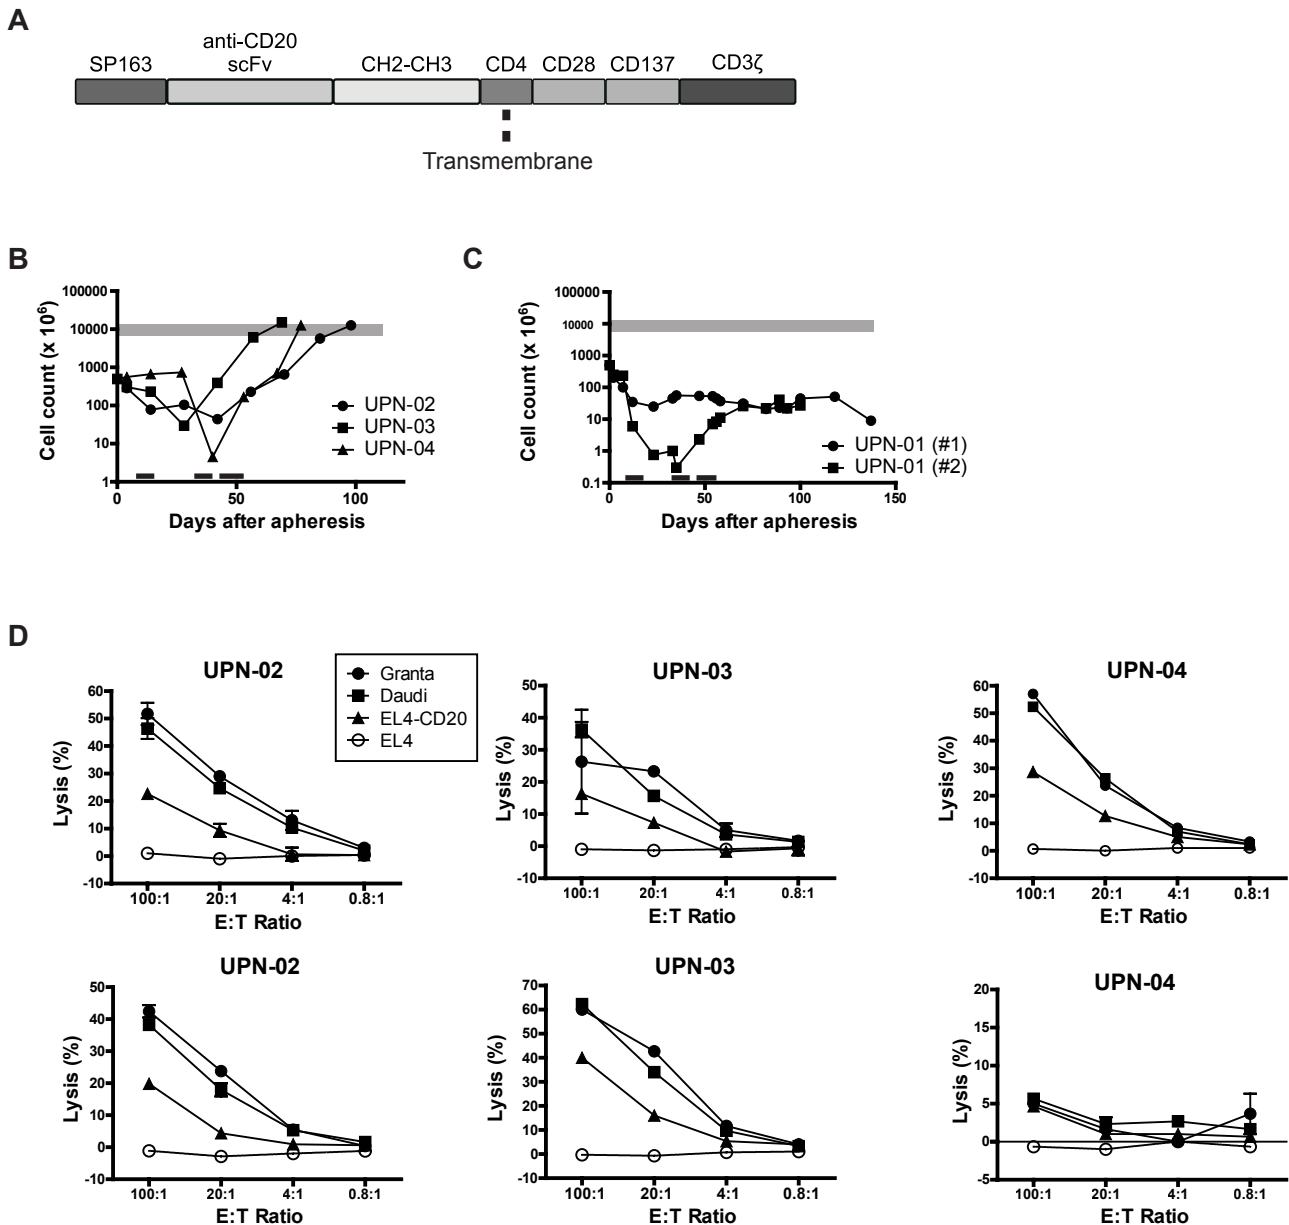 A
SP163
anti-CD20
scFv
CH2-CH3
CD4
CD28
CD137
CD3ζ
Transmembrane
B
Cell count (x 10⁶)
100000
10000
1000
100
10
1
0
50
100
Days after apheresis
UPN-02
UPN-03
UPN-04
C
Cell count (x 10⁶)
100000
10000
1000
100
10
1
0.1
0
50
100
150
Days after apheresis
UPN-01 (#1)
UPN-01 (#2)
D
UPN-02
Lysis (%)
60
50
40
30
20
10
0
-10
100:1
20:1
4:1
0.8:1
E:T Ratio
Granta
Daudi
EL4-CD20
EL4
UPN-03
Lysis (%)
50
40
30
20
10
0
-10
100:1
20:1
4:1
0.8:1
E:T Ratio
UPN-04
Lysis (%)
60
50
40
30
20
10
0
-10
100:1
20:1
4:1
0.8:1
E:T Ratio
UPN-02
Lysis (%)
50
40
30
20
10
0
-10
100:1
20:1
4:1
0.8:1
E:T Ratio
UPN-03
Lysis (%)
70
60
50
40
30
20
10
0
-10
100:1
20:1
4:1
0.8:1
E:T Ratio
UPN-04
Lysis (%)
20
15
10
5
0
-5
100:1
20:1
4:1
0.8:1
E:T Ratio